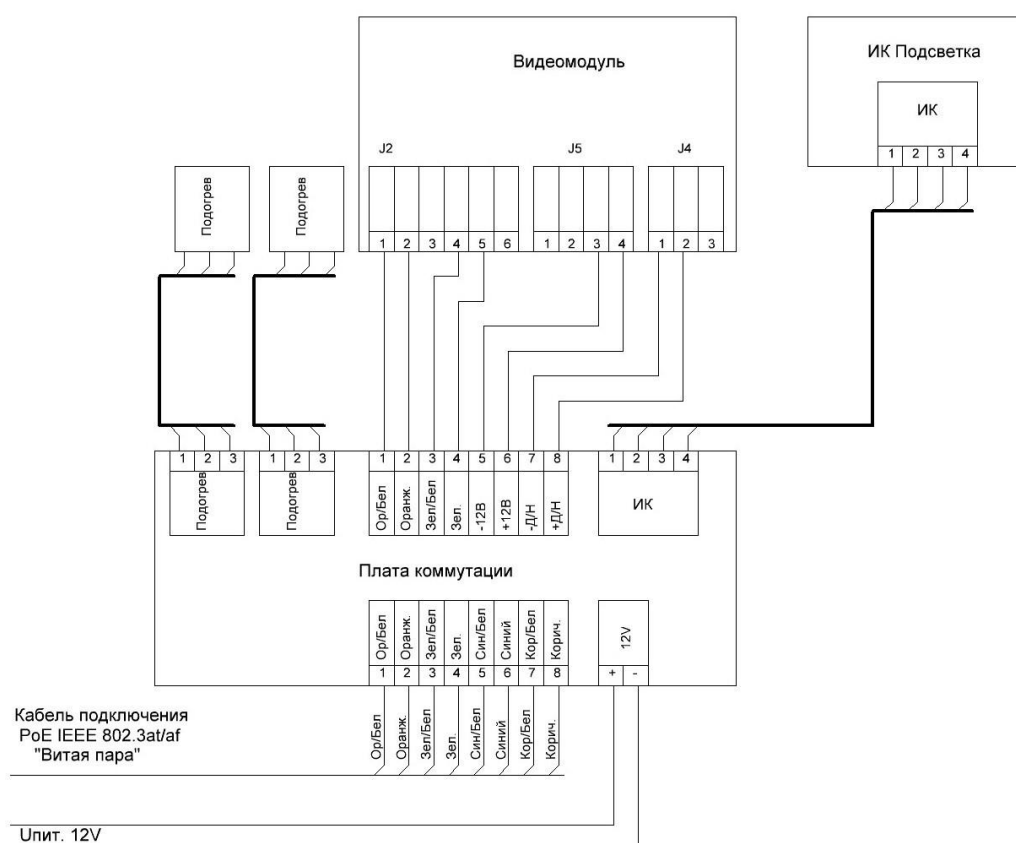 Видеомодуль
ИК Подсветка
ИК
1 2 3 4
J2 J5 J4
Подогрев Подогрев
1 2 3 4 5 6 1 2 3 4 1 2 3
1 2 3 1 2 3 1 2 3 4 5 6 7 8 1 2 3 4
Подогрев Подогрев Ор/Бел Оранж. Зел/Бел Зел. -12В +12В -Д/Н +Д/Н ИК
Плата коммутации
Ор/Бел Оранж. Зел/Бел Зел. Син/Бел Синий Кор/Бел Корич. 12V
1 2 3 4 5 6 7 8 + -
Ор/Бел Оранж. Зел/Бел Зел. Син/Бел Синий Кор/Бел Корич.
Кабель подключения
PoE IEEE 802.3at/af
"Витая пара"
Uпит. 12V